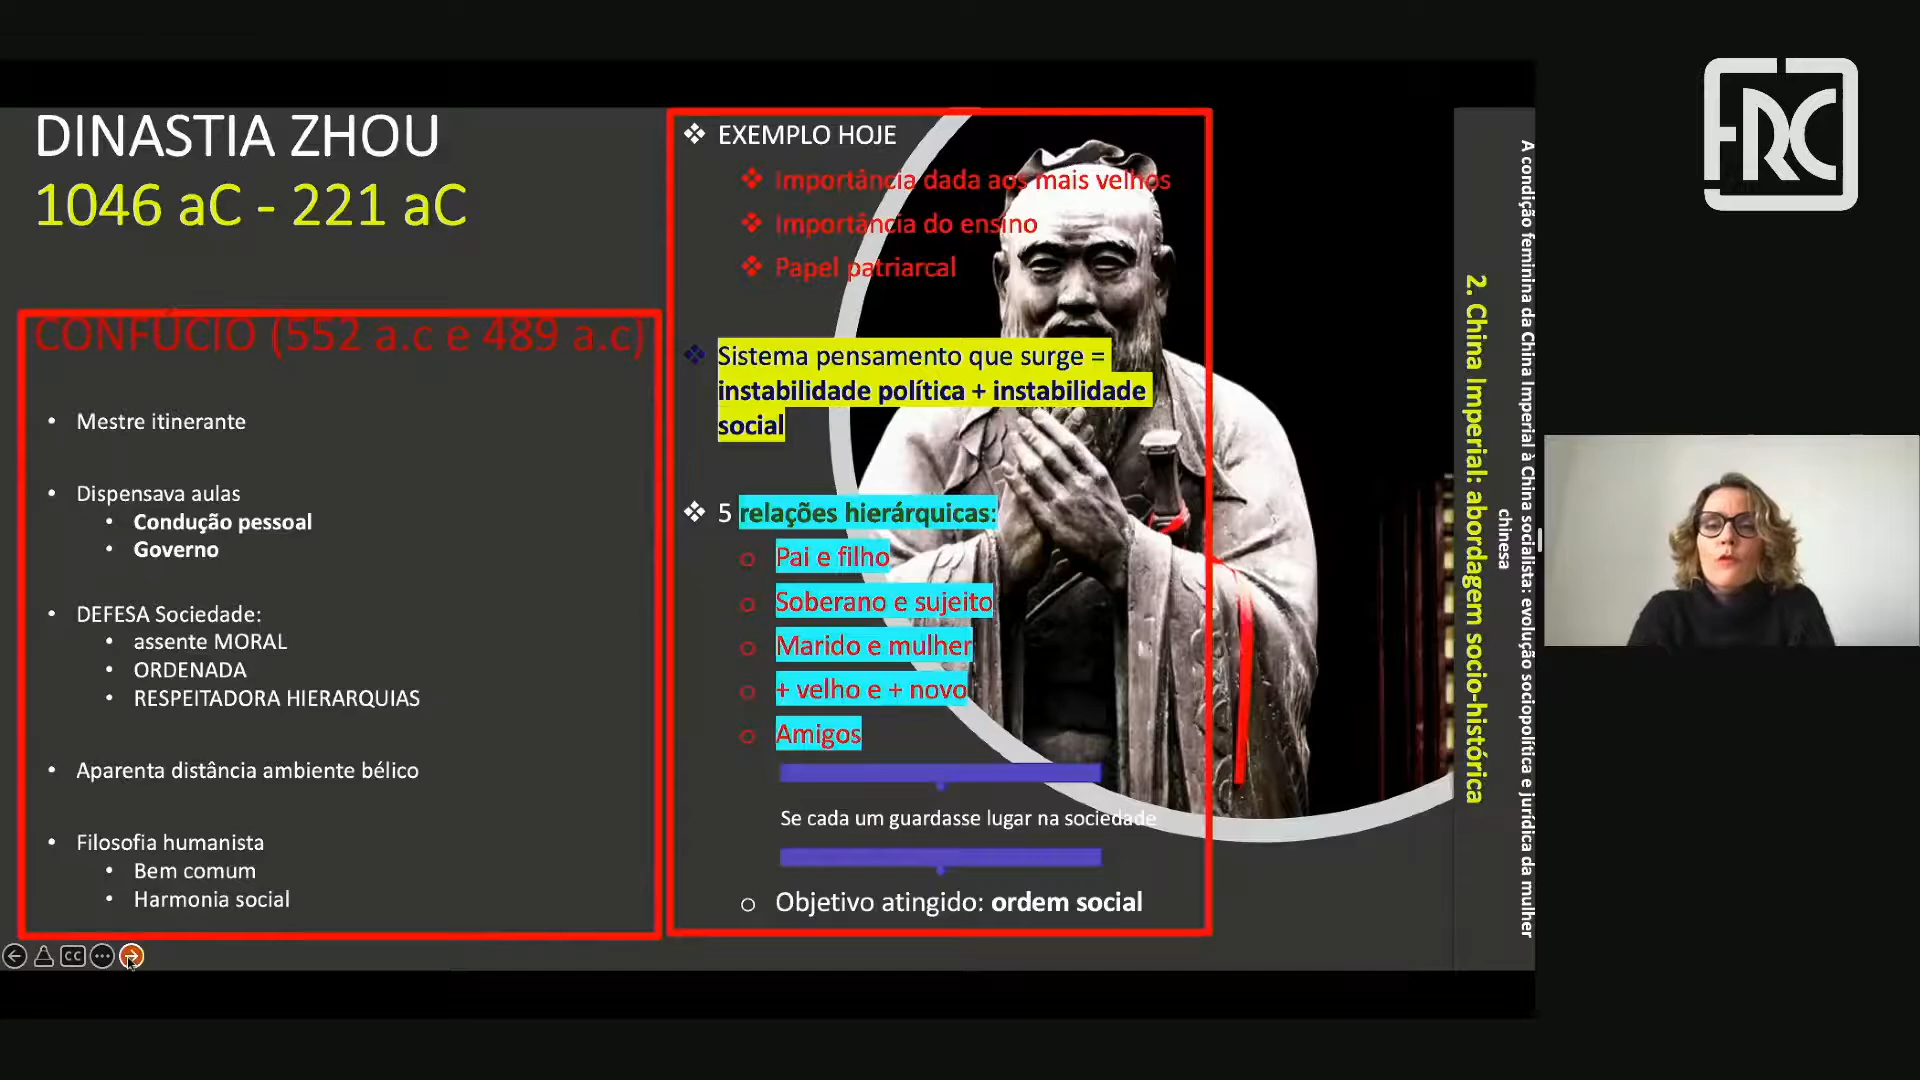 DINASTIA ZHOU
1046 aC - 221 aC
CONFÚCIO (552 a.c e 489 a.c)
Mestre itinerante
Dispensava aulas
Condução pessoal
Governo
DEFESA Sociedade:
assente MORAL
ORDENADA
RESPEITADORA HIERARQUIAS
Aparenta distância ambiente bélico
Filosofia humanista
Bem comum
Harmonia social
EXEMPLO HOJE
Importância dada aos mais velhos
Importância do ensino
Papel patriarcal
Sistema pensamento que surge =
instabilidade política + instabilidade
social
5 relações hierárquicas:
Pai e filho
Soberano e sujeito
Marido e mulher
+ velho e + novo
Amigos
Se cada um guardasse lugar na sociedade
Objetivo atingido: ordem social
A condição feminina da China Imperial à China socialista: evolução sociopolítica e jurídica da mulher
chinesa
2. China Imperial: abordagem socio-histórica
FRC
CC